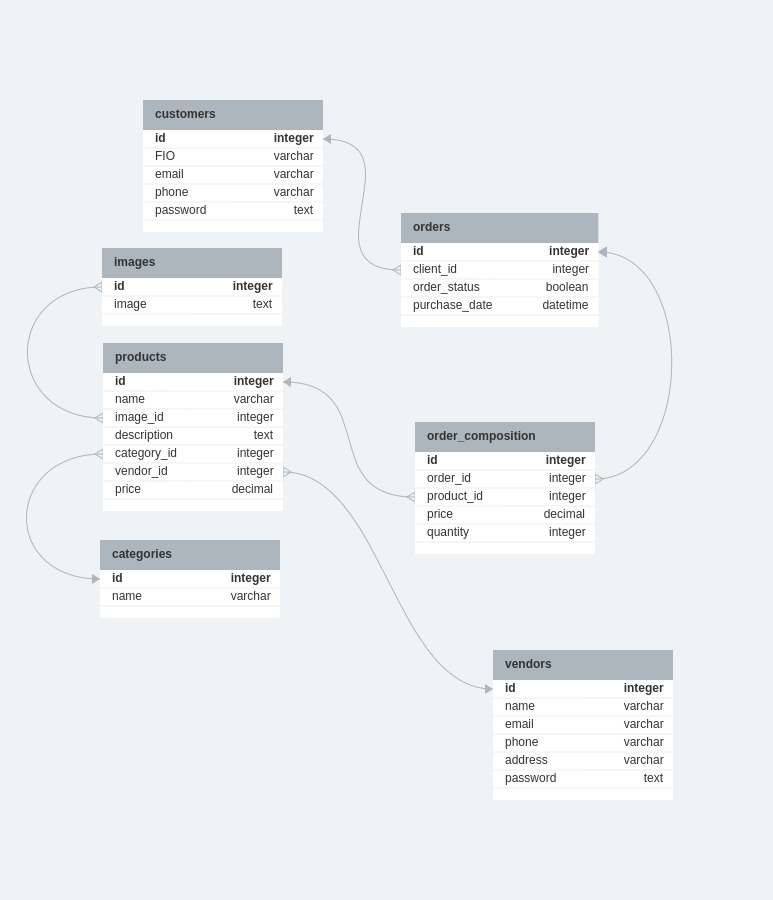 customers
id integer
FIO varchar
email varchar
phone varchar
password text
images
id integer
image text
products
id integer
name varchar
image_id integer
description text
category_id integer
vendor_id integer
price decimal
categories
id integer
name varchar
orders
id integer
client_id integer
order_status boolean
purchase_date datetime
order_composition
id integer
order_id integer
product_id integer
price decimal
quantity integer
vendors
id integer
name varchar
email varchar
phone varchar
address varchar
password text